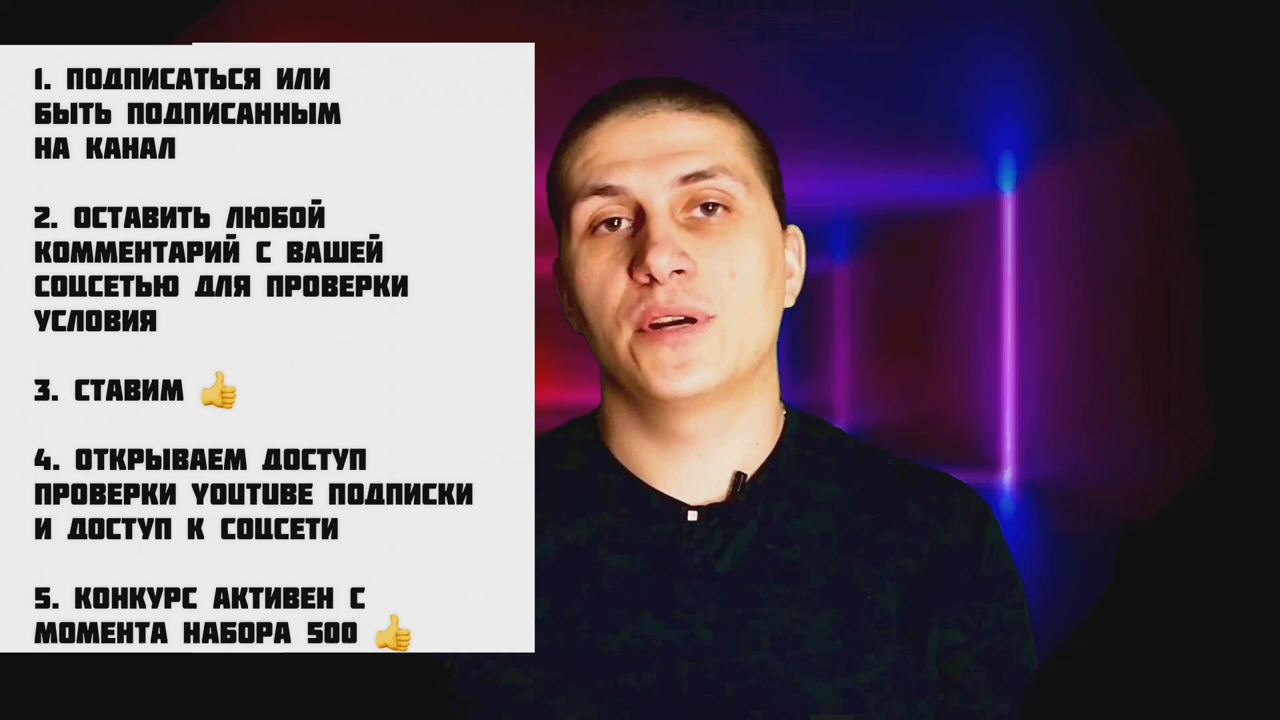 1. ПОДПИСАТЬСЯ ИЛИ
БЫТЬ ПОДПИСАННЫМ
НА КАНАЛ
2. ОСТАВИТЬ ЛЮБОЙ
КОММЕНТАРИЙ С ВАШЕЙ
СОЦСЕТЬЮ ДЛЯ ПРОВЕРКИ
УСЛОВИЯ
3. СТАВИМ 👍
4. ОТКРЫВАЕМ ДОСТУП
ПРОВЕРКИ YOUTUBE ПОДПИСКИ
И ДОСТУП К СОЦСЕТИ
5. КОНКУРС АКТИВЕН С
МОМЕНТА НАБОРА 500 👍